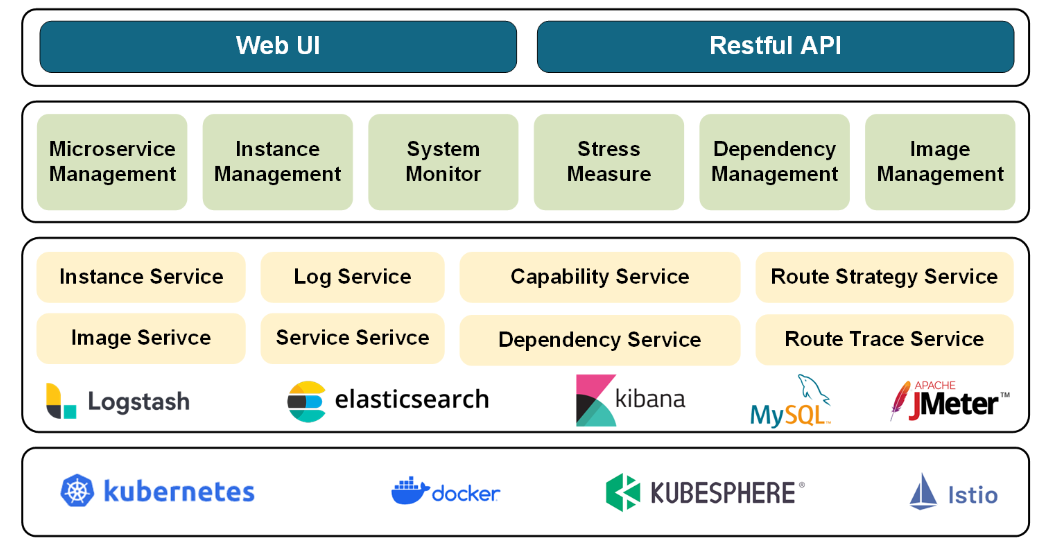 Web UI
Restful API
Microservice
Management
Instance
Management
System
Monitor
Stress
Measure
Dependency
Management
Image
Management
Instance Service
Log Service
Capability Service
Route Strategy Service
Image Serivce
Service Serivce
Dependency Service
Route Trace Service
Logstash
elasticsearch
kibana
MySQL™
APACHE
JMeter™
kubernetes
docker
KUBESPHERE®
Istio